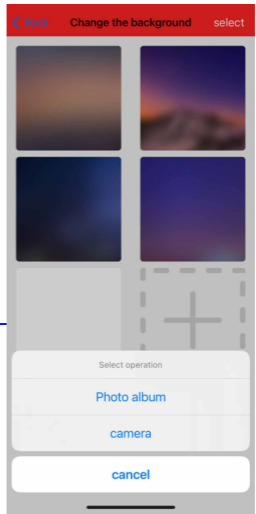 Back Change the background select
Select operation
Photo album
camera
cancel